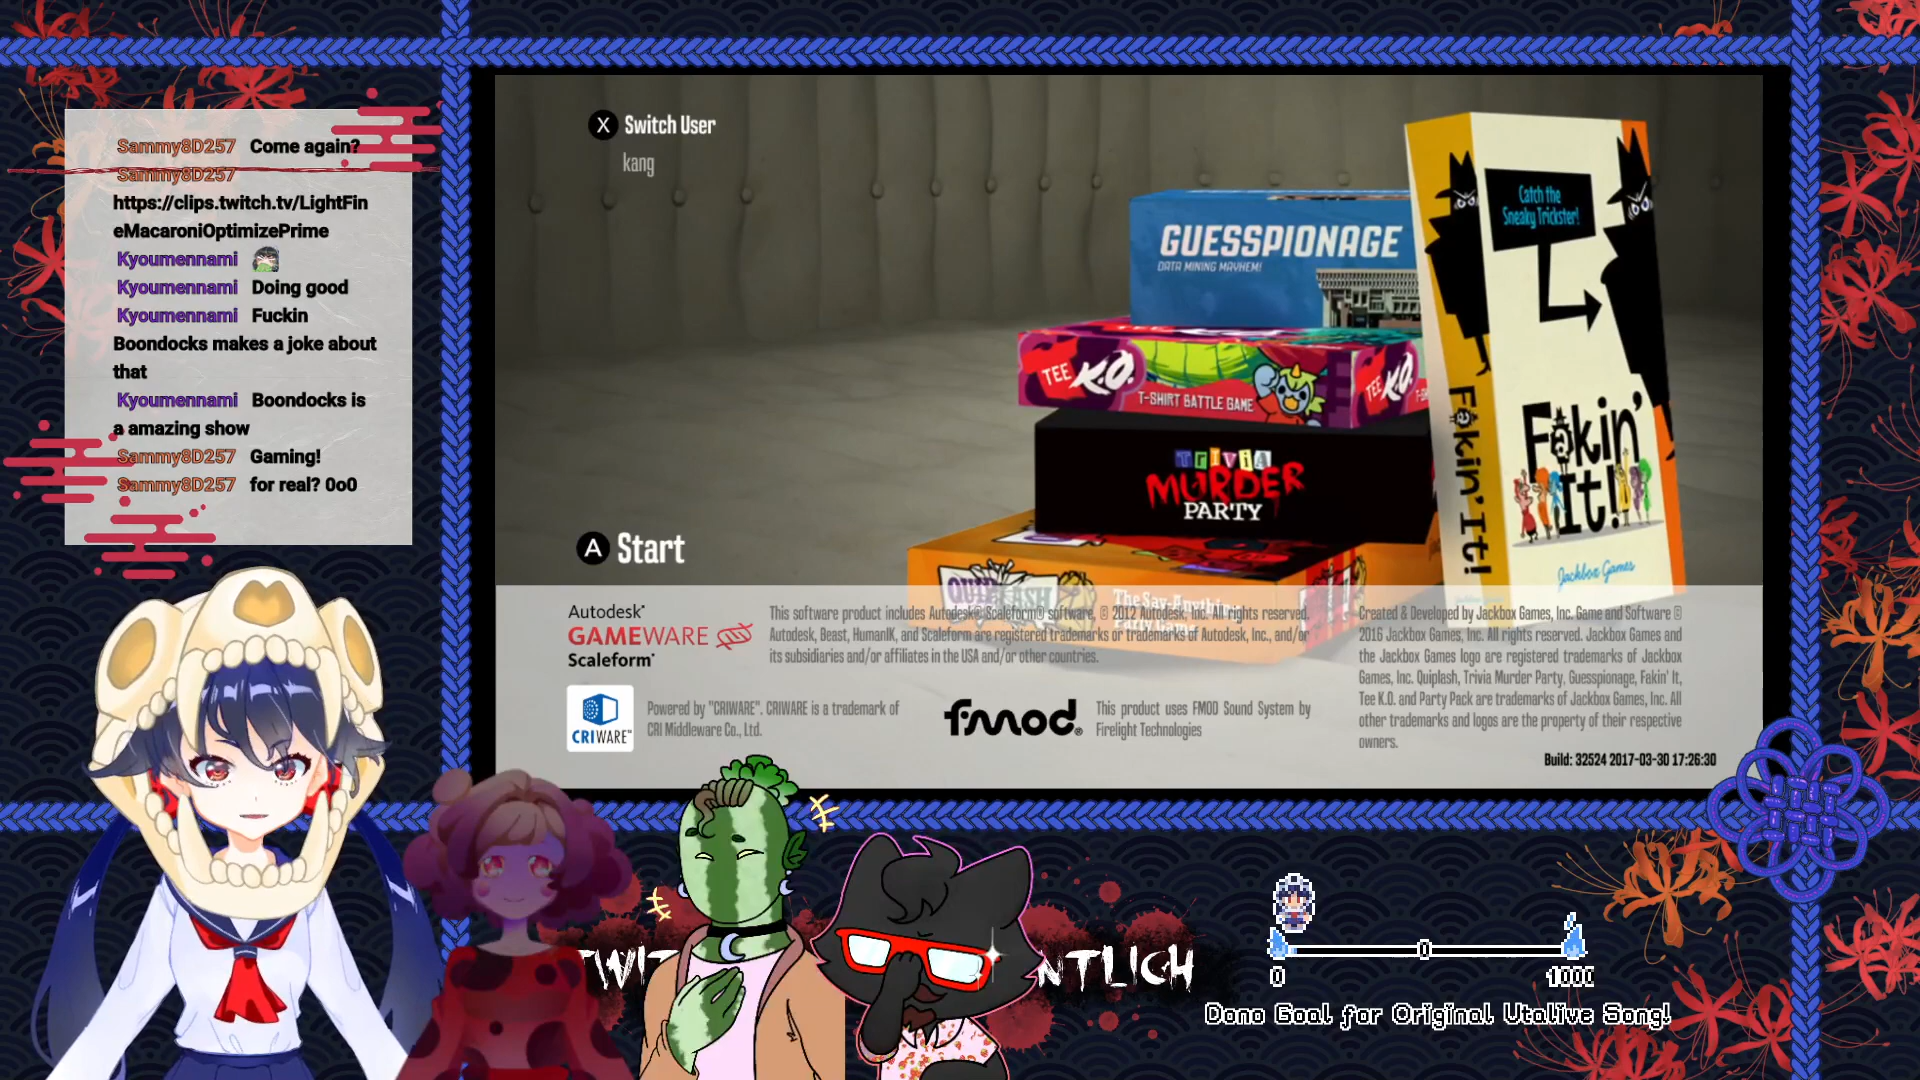 Sammy8D257 Come again?
Sammy8D257
https://clips.twitch.tv/LightFin
eMacaroniOptimizePrime
Kyoumennami
Kyoumennami Doing good
Kyoumennami Fuckin
Boondocks makes a joke about
that
Kyoumennami Boondocks is
a amazing show
Sammy8D257 Gaming!
Sammy8D257 for real? 0o0
X Switch User
kang
A Start
GUESSPIONAGE
DATA MINING MAYHEM!
TEE K.O.
T-SHIRT BATTLE GAME
TEE K.O.
TRIVIA
MURDER
PARTY
QUIPLASH
The Say-Anything
Party Game
Catch the
Sneaky Trickster!
Fakin'
It!
Jackbox Games
Fakin' It!
Autodesk
GAMEWARE
Scaleform
This software product includes Autodesk® Scaleform® software, © 2012 Autodesk, Inc. All rights reserved.
Autodesk, Beast, HumanIK, and Scaleform are registered trademarks or trademarks of Autodesk, Inc., and/or
its subsidiaries and/or affiliates in the USA and/or other countries.
CRIWARE™
Powered by "CRIWARE". CRIWARE is a trademark of
CRI Middleware Co., Ltd.
fmod®
This product uses FMOD Sound System by
Firelight Technologies
Created & Developed by Jackbox Games, Inc. Game and Software ©
2016 Jackbox Games, Inc. All rights reserved. Jackbox Games and
the Jackbox Games logo are registered trademarks of Jackbox
Games, Inc. Quiplash, Trivia Murder Party, Guesspionage, Fakin' It,
Tee K.O. and Party Pack are trademarks of Jackbox Games, Inc. All
other trademarks and logos are the property of their respective
owners.
Build: 32524 2017-03-30 17:26:30
TWIT
NTLICH
0
0
1000
Dono Goal for Original Utalive Song!